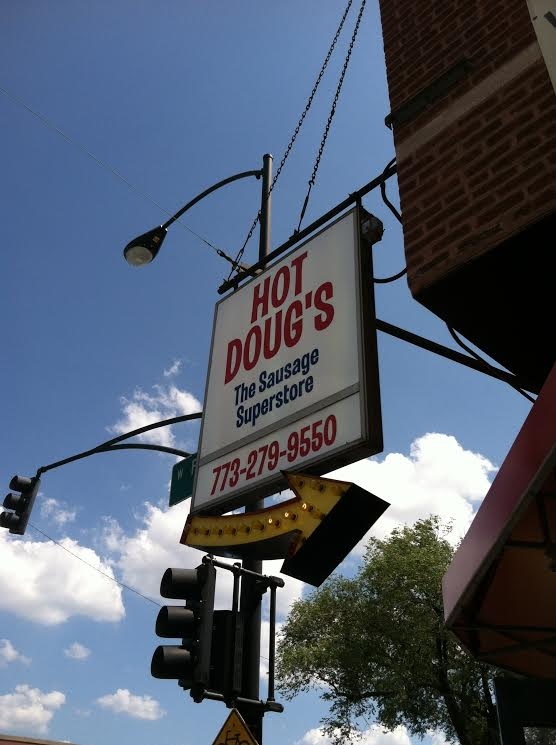 HOT
DOUG'S
The Sausage
Superstore
773-279-9550
W